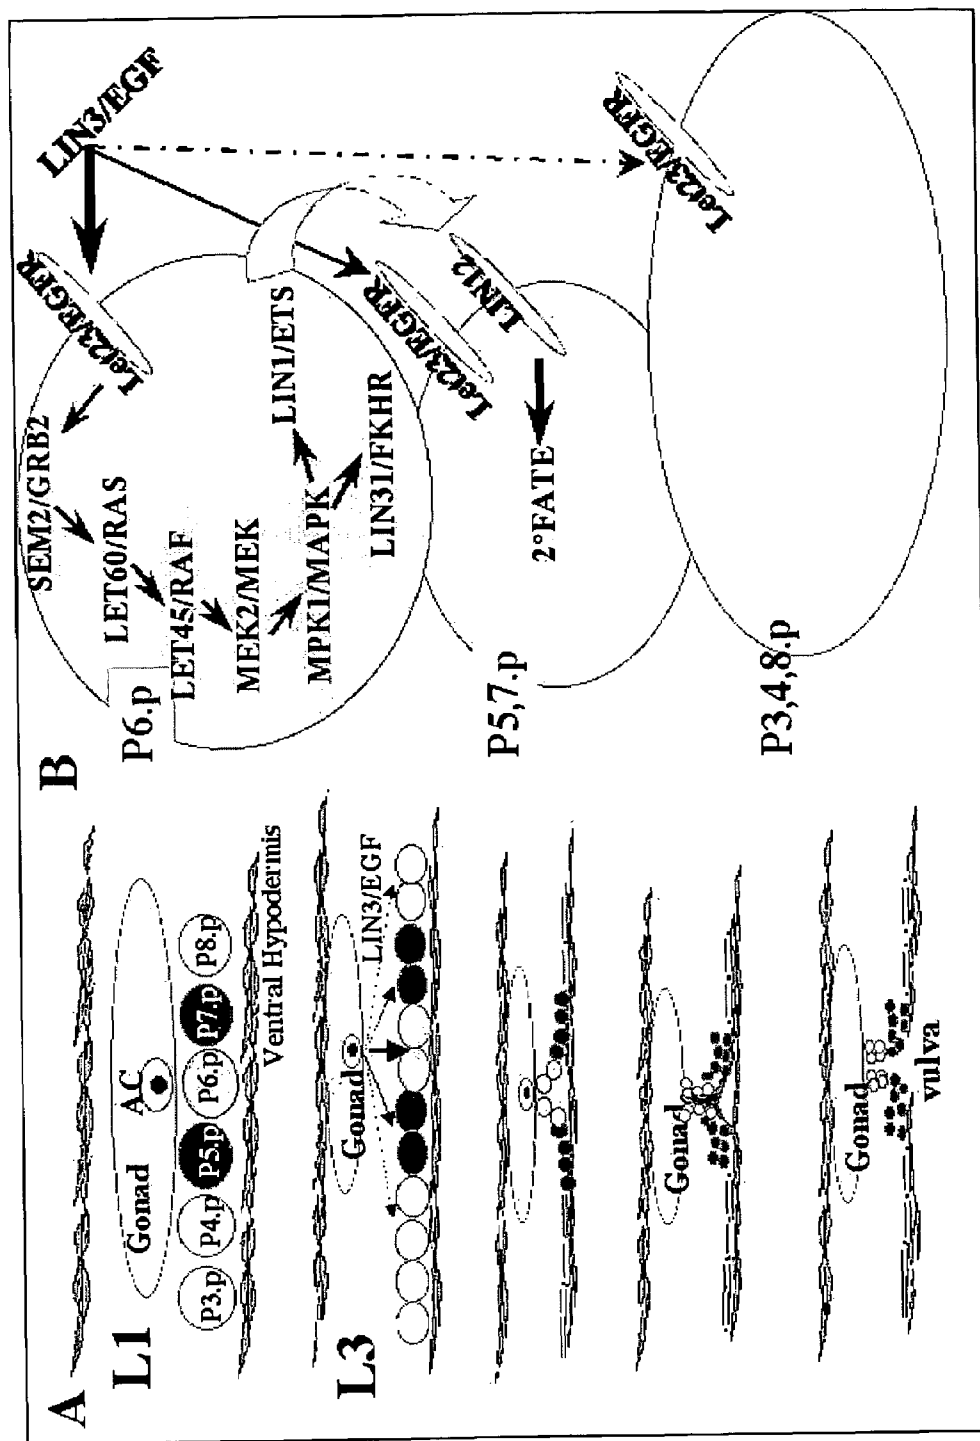 A
L1
Gonad
AC
P3.p
P4.p
P5.p
P6.p
P7.p
P8.p
Ventral Hypodermis
L3
Gonad
LIN3/EGF
Gonad
Gonad
vulva
B
LIN3/EGF
Let23/EGFR
SEM2/GRB2
LET60/RAS
P6.p
LET45/RAF
MEK2/MEK
MPK1/MAPK
LIN1/ETS
LIN31/FKHR
Let23/EGFR
LIN12
2°FATE
P5,7.p
Let23/EGFR
P3,4,8.p